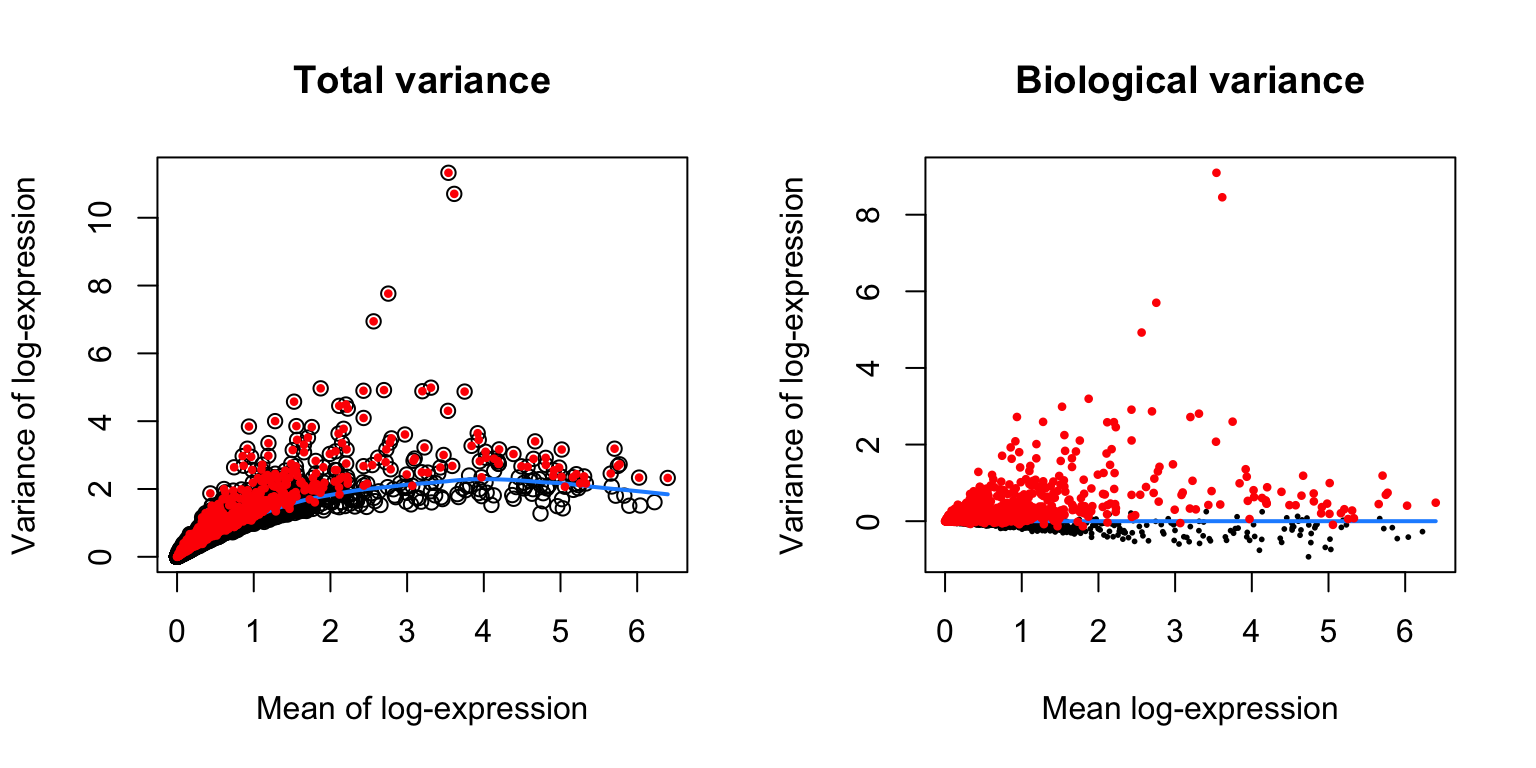 Total variance
Variance of log-expression
10
8
6
4
2
0
0 1 2 3 4 5 6
Mean of log-expression
Biological variance
Variance of log-expression
8
6
4
2
0
0 1 2 3 4 5 6
Mean log-expression